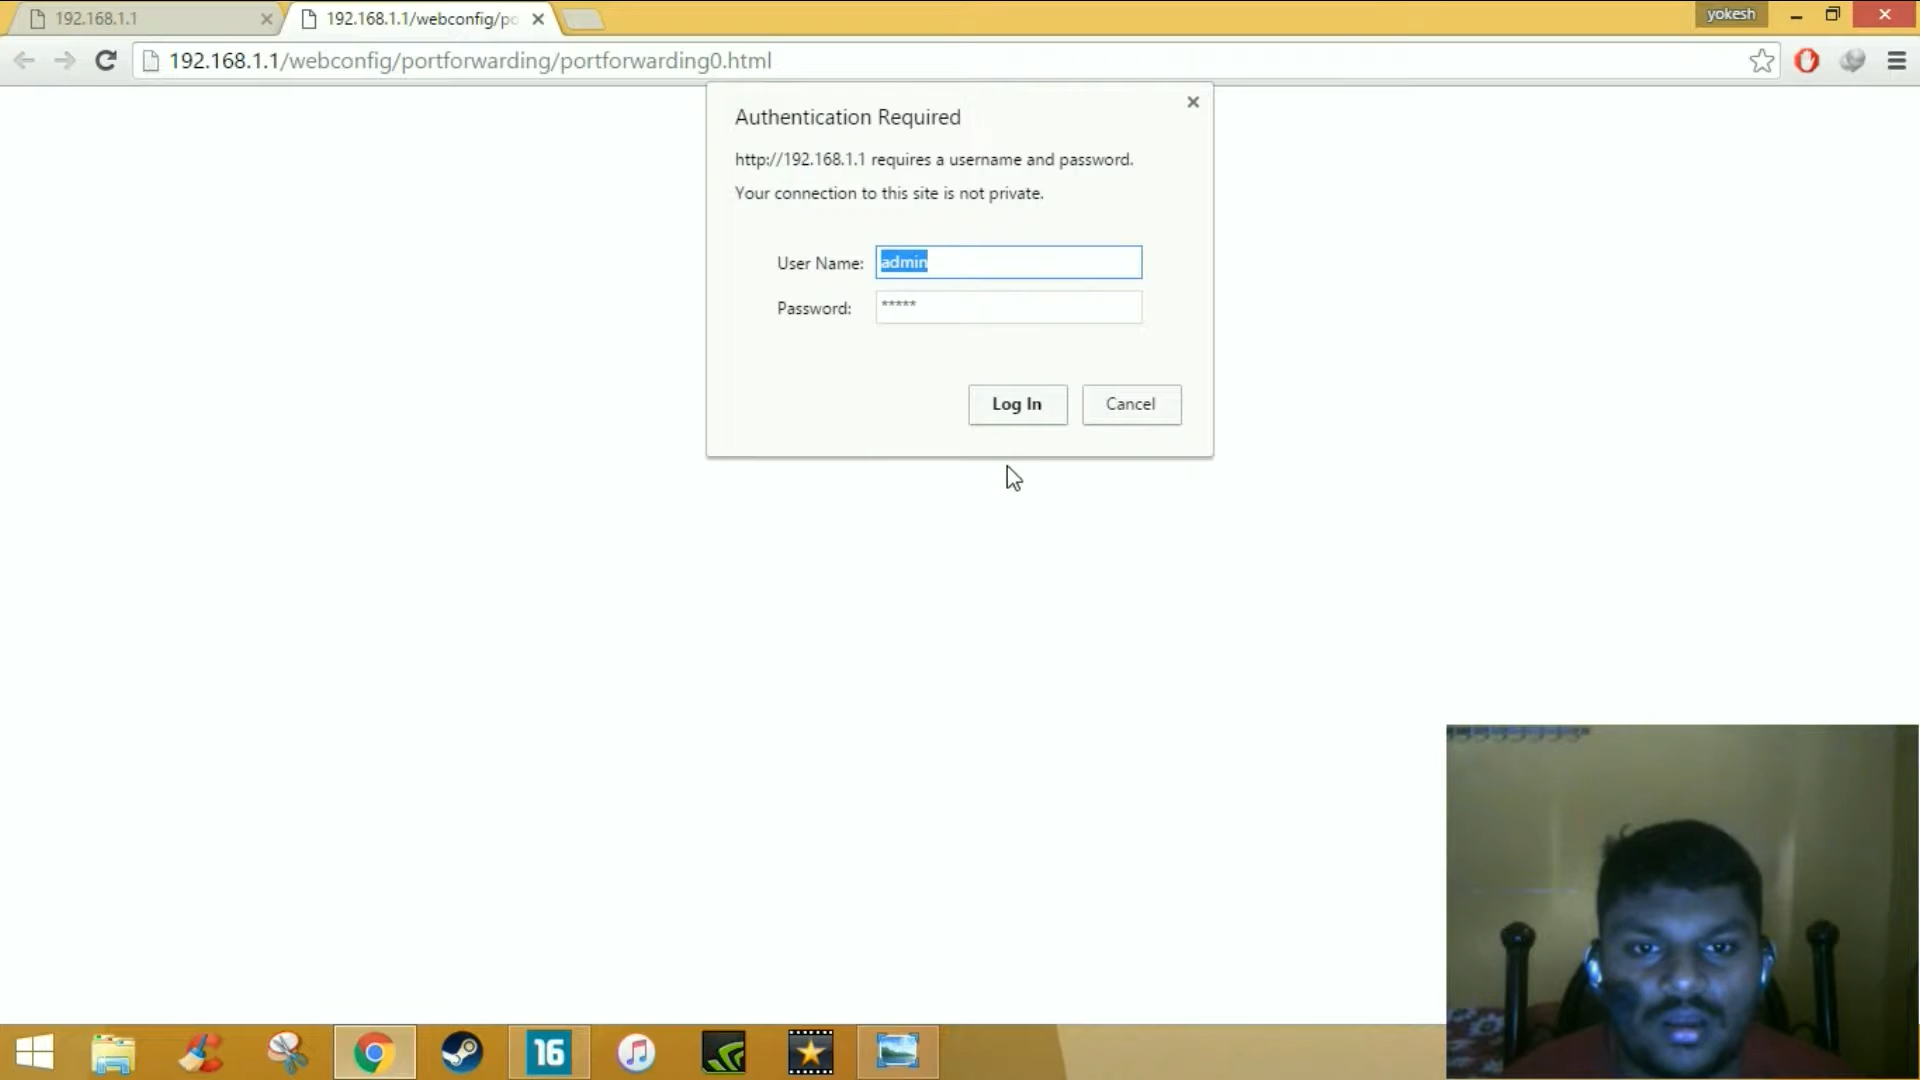 192.168.1.1
192.168.1.1/webconfig/po
yokesh
192.168.1.1/webconfig/portforwarding/portforwarding0.html
Authentication Required
http://192.168.1.1 requires a username and password.
Your connection to this site is not private.
User Name: admin
Password: *****
Log In Cancel
16